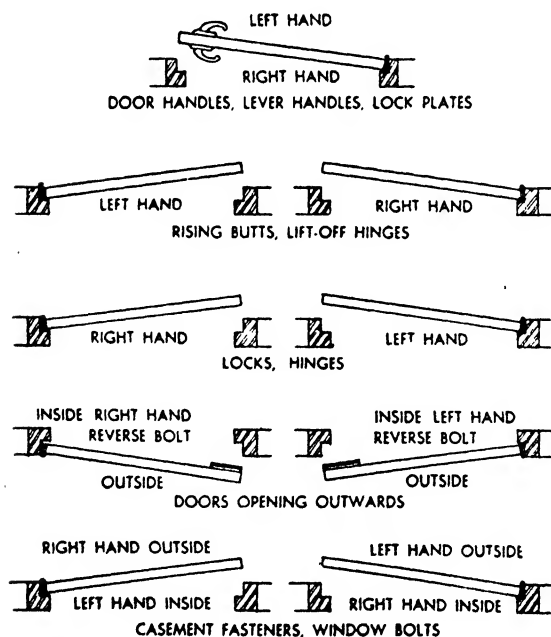 LEFT HAND
RIGHT HAND
DOOR HANDLES, LEVER HANDLES, LOCK PLATES
LEFT HAND
RIGHT HAND
RISING BUTTS, LIFT-OFF HINGES
RIGHT HAND
LEFT HAND
LOCKS, HINGES
INSIDE RIGHT HAND
REVERSE BOLT
INSIDE LEFT HAND
REVERSE BOLT
OUTSIDE
OUTSIDE
DOORS OPENING OUTWARDS
RIGHT HAND OUTSIDE
LEFT HAND OUTSIDE
LEFT HAND INSIDE
RIGHT HAND INSIDE
CASEMENT FASTENERS, WINDOW BOLTS